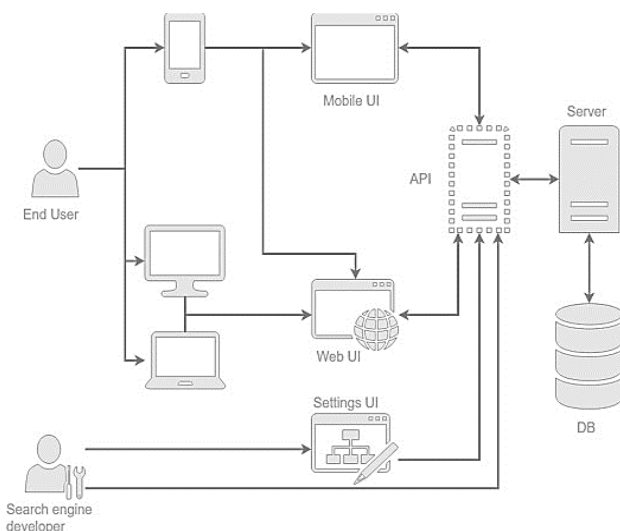 Mobile UI
Server
API
End User
Web UI
Settings UI
DB
Search engine
developer